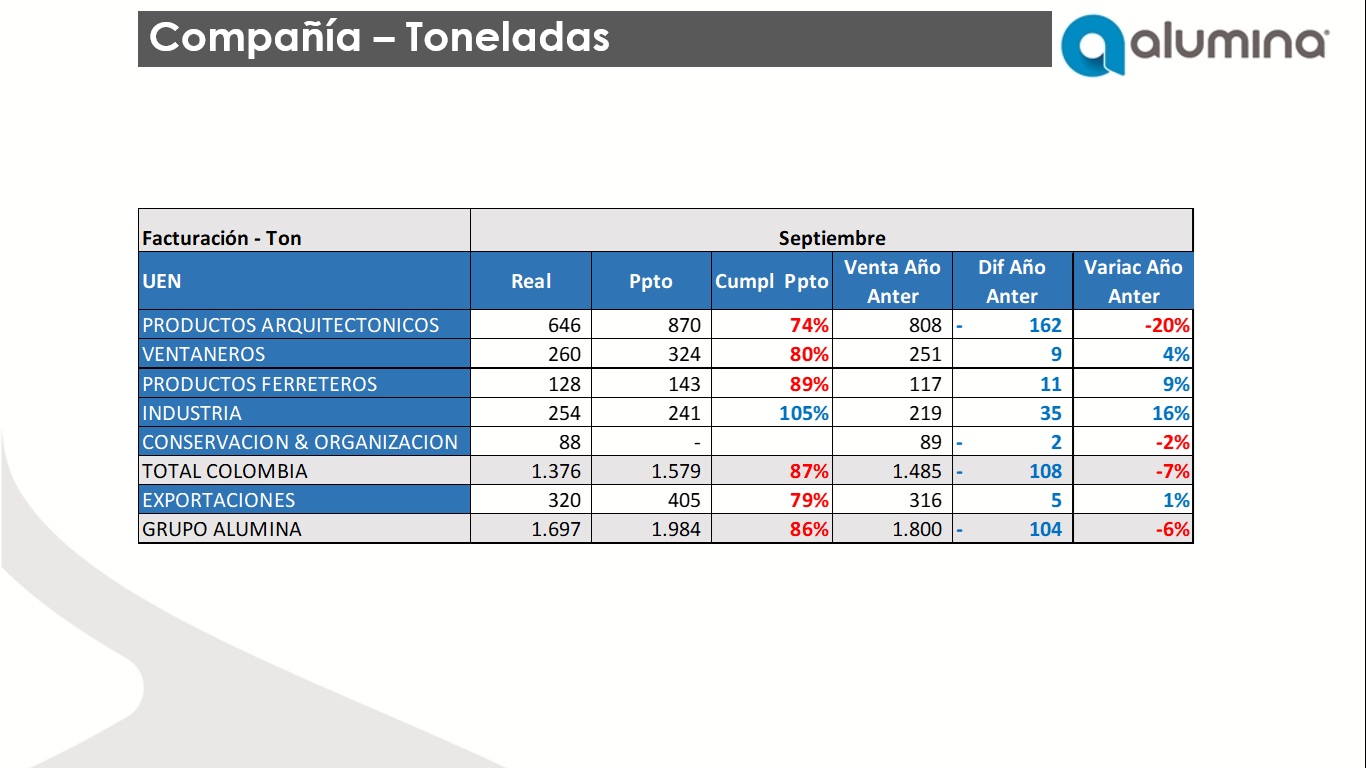 Compañía – Toneladas
alumina®
Facturación - Ton Septiembre
UEN Real Ppto Cumpl Ppto Venta Año Anter Dif Año Anter Variac Año Anter
PRODUCTOS ARQUITECTONICOS 646 870 74% 808 - 162 -20%
VENTANEROS 260 324 80% 251 9 4%
PRODUCTOS FERRETEROS 128 143 89% 117 11 9%
INDUSTRIA 254 241 105% 219 35 16%
CONSERVACION & ORGANIZACION 88 - 89 - 2 -2%
TOTAL COLOMBIA 1.376 1.579 87% 1.485 - 108 -7%
EXPORTACIONES 320 405 79% 316 5 1%
GRUPO ALUMINA 1.697 1.984 86% 1.800 - 104 -6%